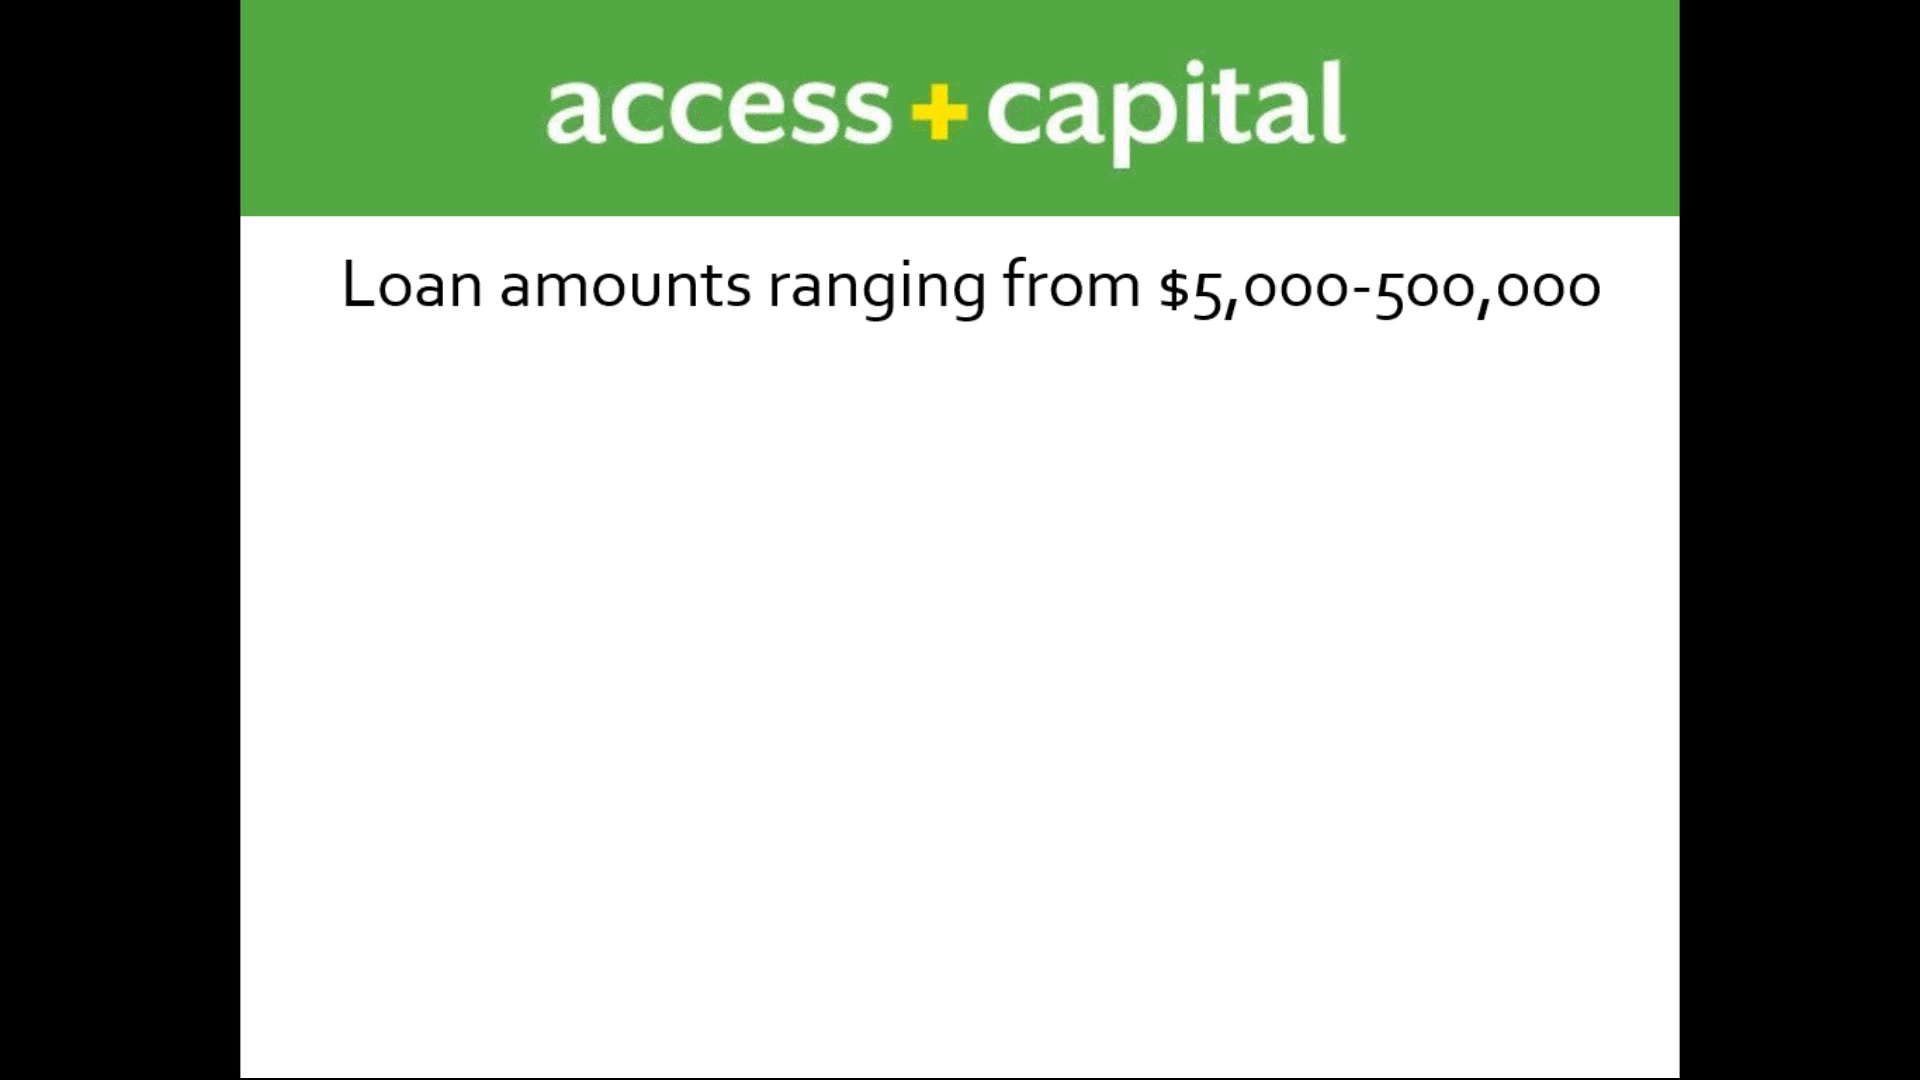 access + capital
Loan amounts ranging from $5,000-500,000